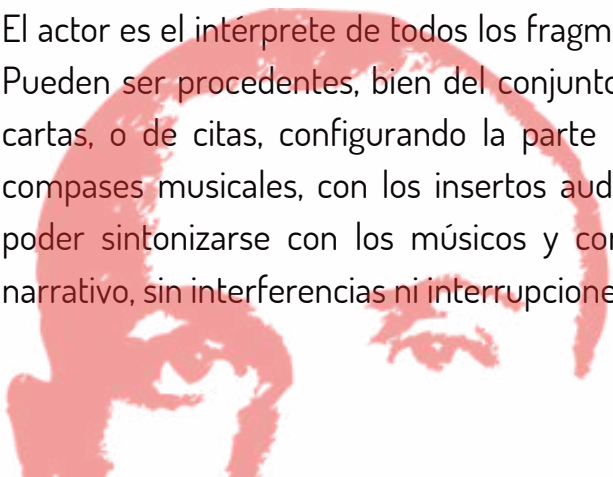 El actor es el intérprete de todos los fragm
Pueden ser procedentes, bien del conjunto
cartas, o de citas, configurando la parte
compases musicales, con los insertos aud
poder sintonizarse con los músicos y con
narrativo, sin interferencias ni interrupcione